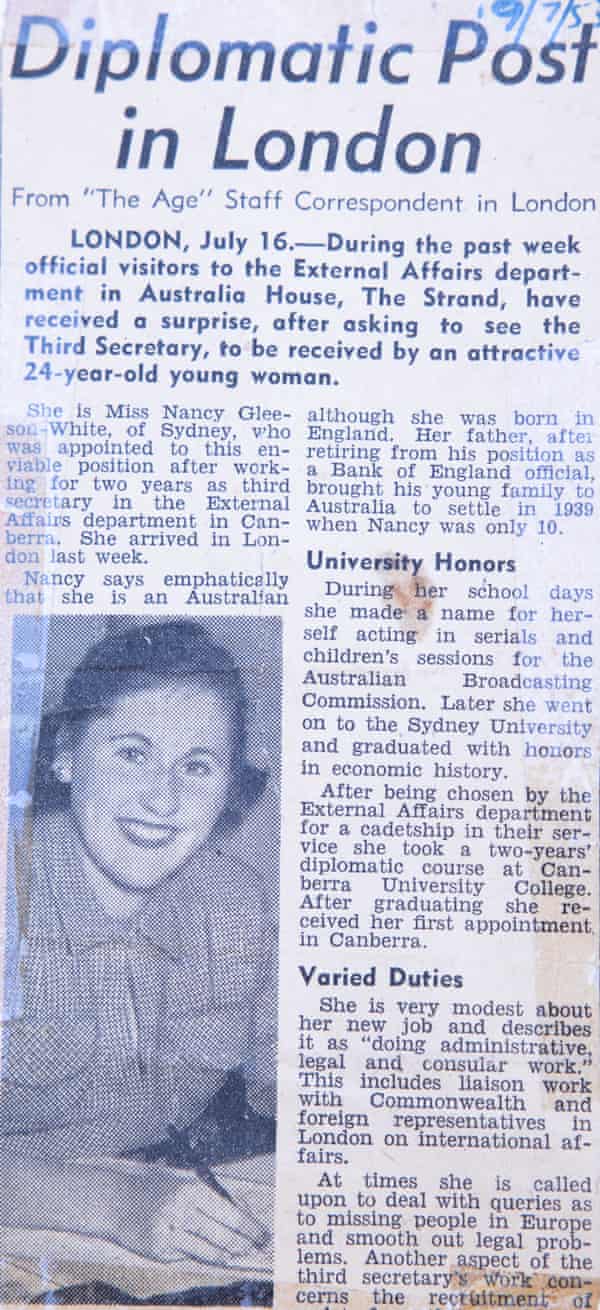 19/7/53
Diplomatic Post
in London
From "The Age" Staff Correspondent in London
LONDON, July 16.—During the past week
official visitors to the External Affairs depart-
ment in Australia House, The Strand, have
received a surprise, after asking to see the
Third Secretary, to be received by an attractive
24-year-old young woman.
She is Miss Nancy Glee-
son-White, of Sydney, who
was appointed to this en-
viable position after work-
ing for two years as third
secretary in the External
Affairs department in Can-
berra. She arrived in Lon-
don last week.
Nancy says emphatically
that she is an Australian
although she was born in
England. Her father, after
retiring from his position as
a Bank of England official,
brought his young family to
Australia to settle in 1939
when Nancy was only 10.
University Honors
During her school days
she made a name for her-
self acting in serials and
children's sessions for the
Australian Broadcasting
Commission. Later she went
on to the Sydney University
and graduated with honors
in economic history.
After being chosen by the
External Affairs department
for a cadetship in their ser-
vice she took a two-years'
diplomatic course at Can-
berra University College.
After graduating she re-
ceived her first appointment
in Canberra.
Varied Duties
She is very modest about
her new job and describes
it as "doing administrative,
legal and consular work."
This includes liaison work
with Commonwealth and
foreign representatives in
London on international af-
fairs.
At times she is called
upon to deal with queries as
to missing people in Europe
and smooth out legal prob-
lems. Another aspect of the
third secretary's work con-
cerns the recruitment of